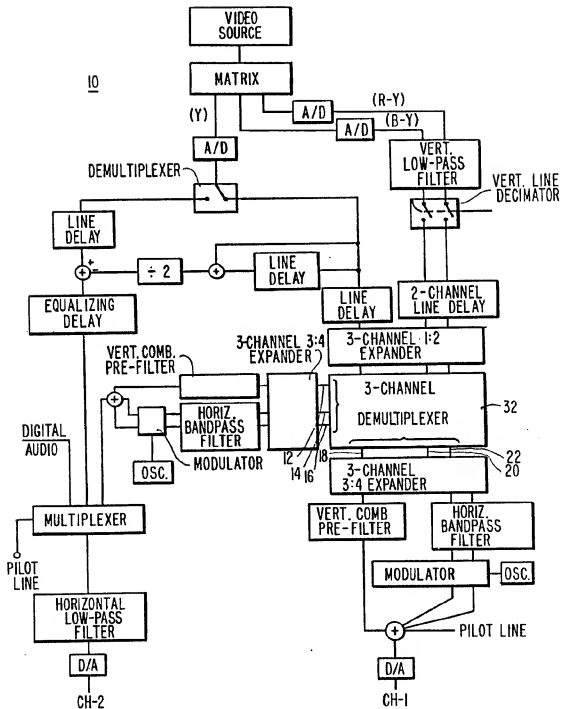 VIDEO
SOURCE
MATRIX
10
(Y)
A/D
(R-Y)
A/D
(B-Y)
A/D
VERT.
LOW-PASS
FILTER
DEMULTIPLEXER
VERT. LINE
DECIMATOR
LINE
DELAY
+
-
+
÷ 2
+
LINE
DELAY
EQUALIZING
DELAY
LINE
DELAY
2-CHANNEL
LINE DELAY
3-CHANNEL 1:2
EXPANDER
3-CHANNEL 3:4
EXPANDER
VERT. COMB.
PRE-FILTER
3-CHANNEL
DEMULTIPLEXER
32
+
HORIZ.
BANDPASS
FILTER
MODULATOR
OSC.
12
14
16
18
22
20
3-CHANNEL
3:4 EXPANDER
DIGITAL
AUDIO
MULTIPLEXER
PILOT
LINE
VERT. COMB
PRE-FILTER
HORIZ.
BANDPASS
FILTER
MODULATOR
OSC.
HORIZONTAL
LOW-PASS
FILTER
+
PILOT LINE
D/A
D/A
CH-2
CH-1